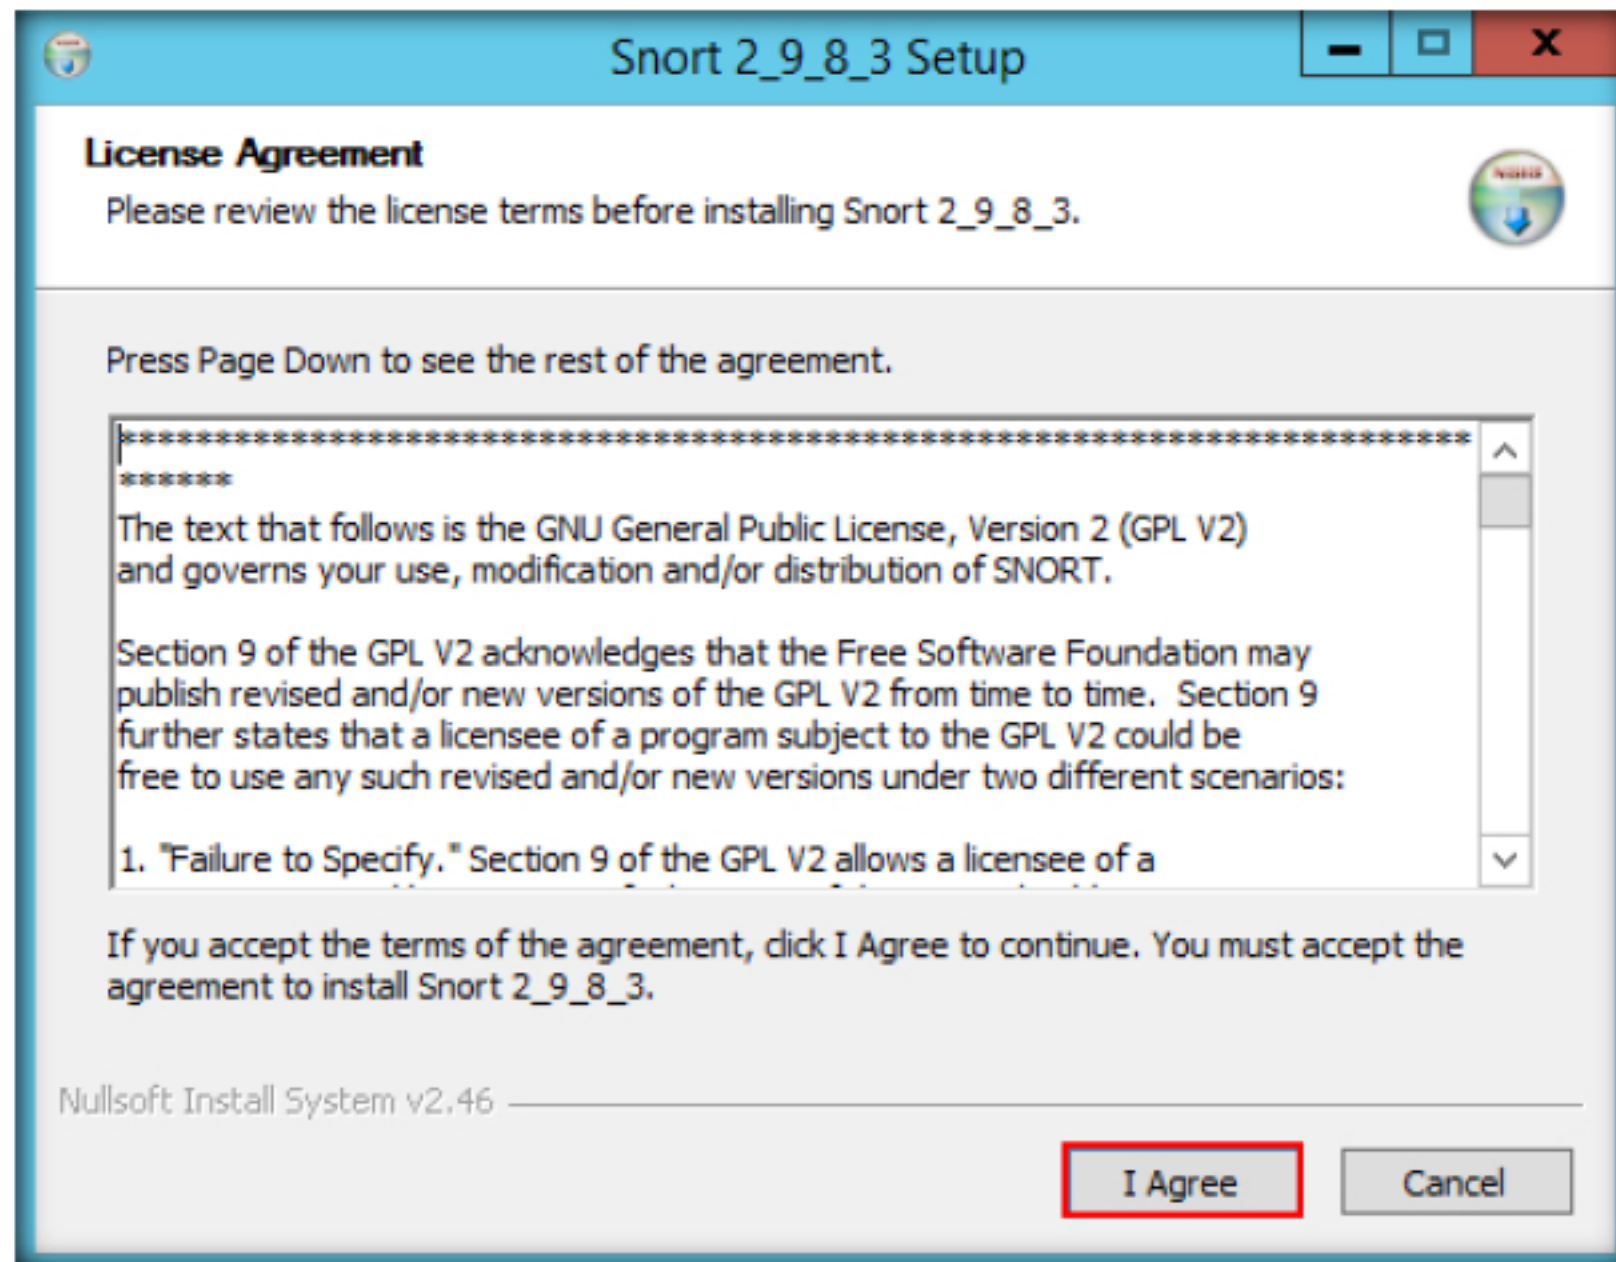 Snort 2_9_8_3 Setup
License Agreement
Please review the license terms before installing Snort 2_9_8_3.
Press Page Down to see the rest of the agreement.
***********************************************************************
******
The text that follows is the GNU General Public License, Version 2 (GPL V2)
and governs your use, modification and/or distribution of SNORT.
Section 9 of the GPL V2 acknowledges that the Free Software Foundation may
publish revised and/or new versions of the GPL V2 from time to time.  Section 9
further states that a licensee of a program subject to the GPL V2 could be
free to use any such revised and/or new versions under two different scenarios:
1. "Failure to Specify." Section 9 of the GPL V2 allows a licensee of a
If you accept the terms of the agreement, click I Agree to continue. You must accept the
agreement to install Snort 2_9_8_3.
Nullsoft Install System v2.46
I Agree
Cancel